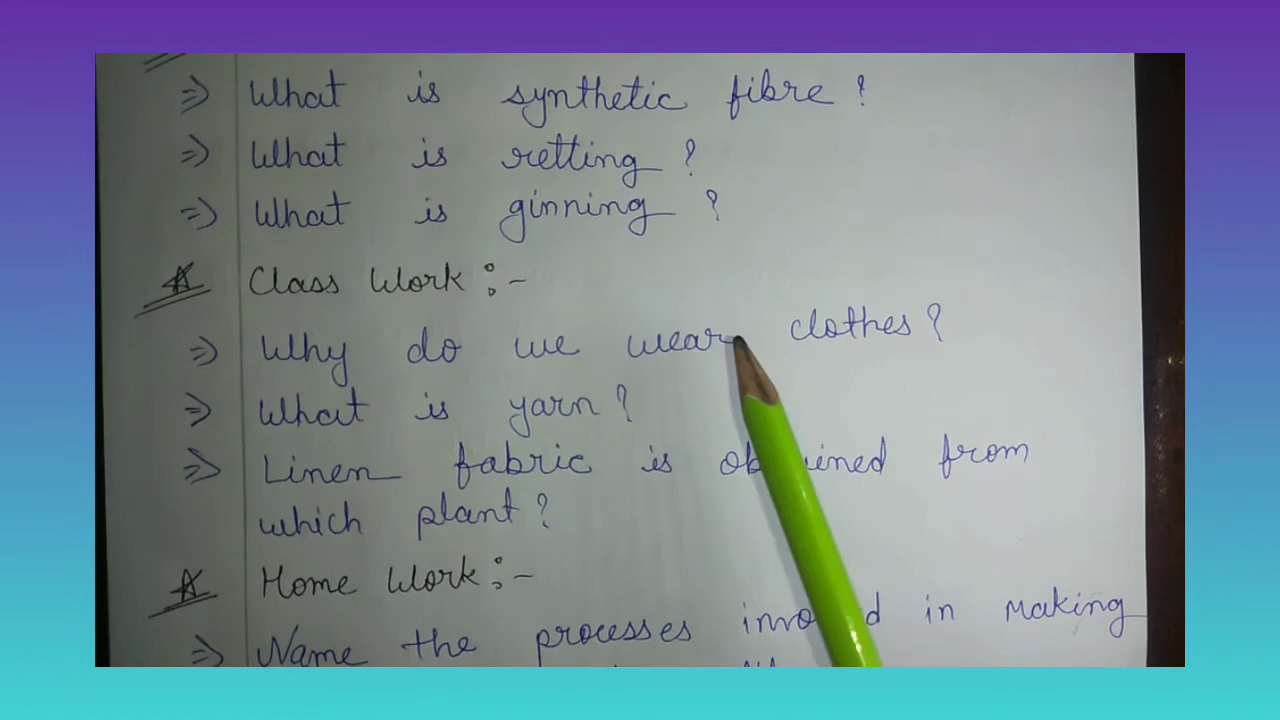 ⇒ What is synthetic fibre ?
⇒ What is retting ?
⇒ What is ginning ?
☆ Class Work :-
⇒ Why do we wear clothes ?
⇒ What is yarn ?
⇒ Linen fabric is obtained from
which plant ?
☆ Home Work :-
⇒ Name the processes involved in making